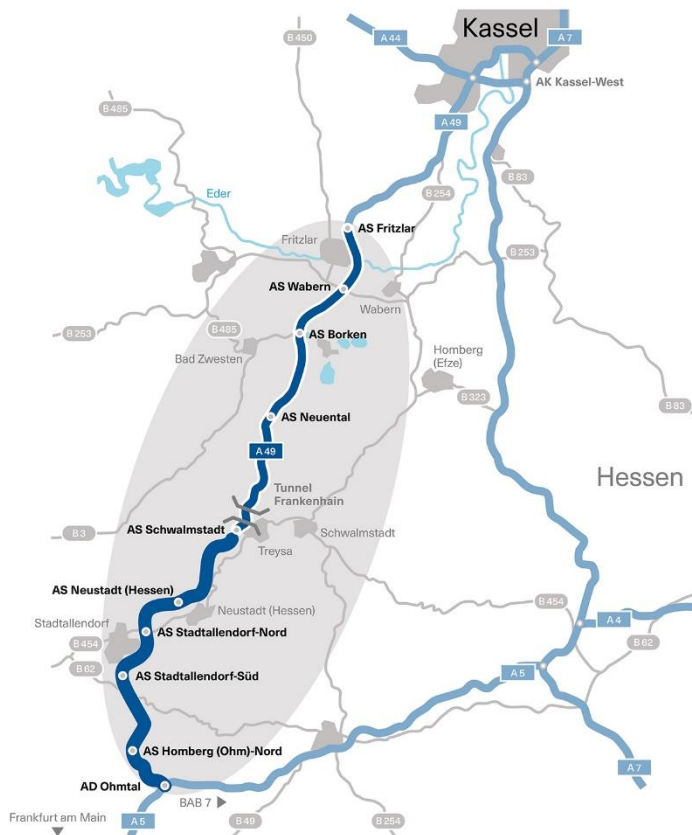 Kassel
B 450
A 44
A 7
AK Kassel-West
B 485
A 49
B 83
Eder
B 254
AS Fritzlar
Fritzlar
B 253
AS Wabern
Wabern
B 485
AS Borken
B 253
Bad Zwesten
Homberg
(Efze)
B 323
B 83
AS Neuental
A 49
Hessen
Tunnel
Frankenhain
AS Schwalmstadt
B 3
Schwalmstadt
Treysa
AS Neustadt (Hessen)
Neustadt (Hessen)
B 454
Stadtallendorf
A 4
AS Stadtallendorf-Nord
B 454
B 62
B 62
A 5
AS Stadtallendorf-Süd
AS Homberg (Ohm)-Nord
A 7
AD Ohmtal
BAB 7
Frankfurt am Main
A 5
B 49
B 254